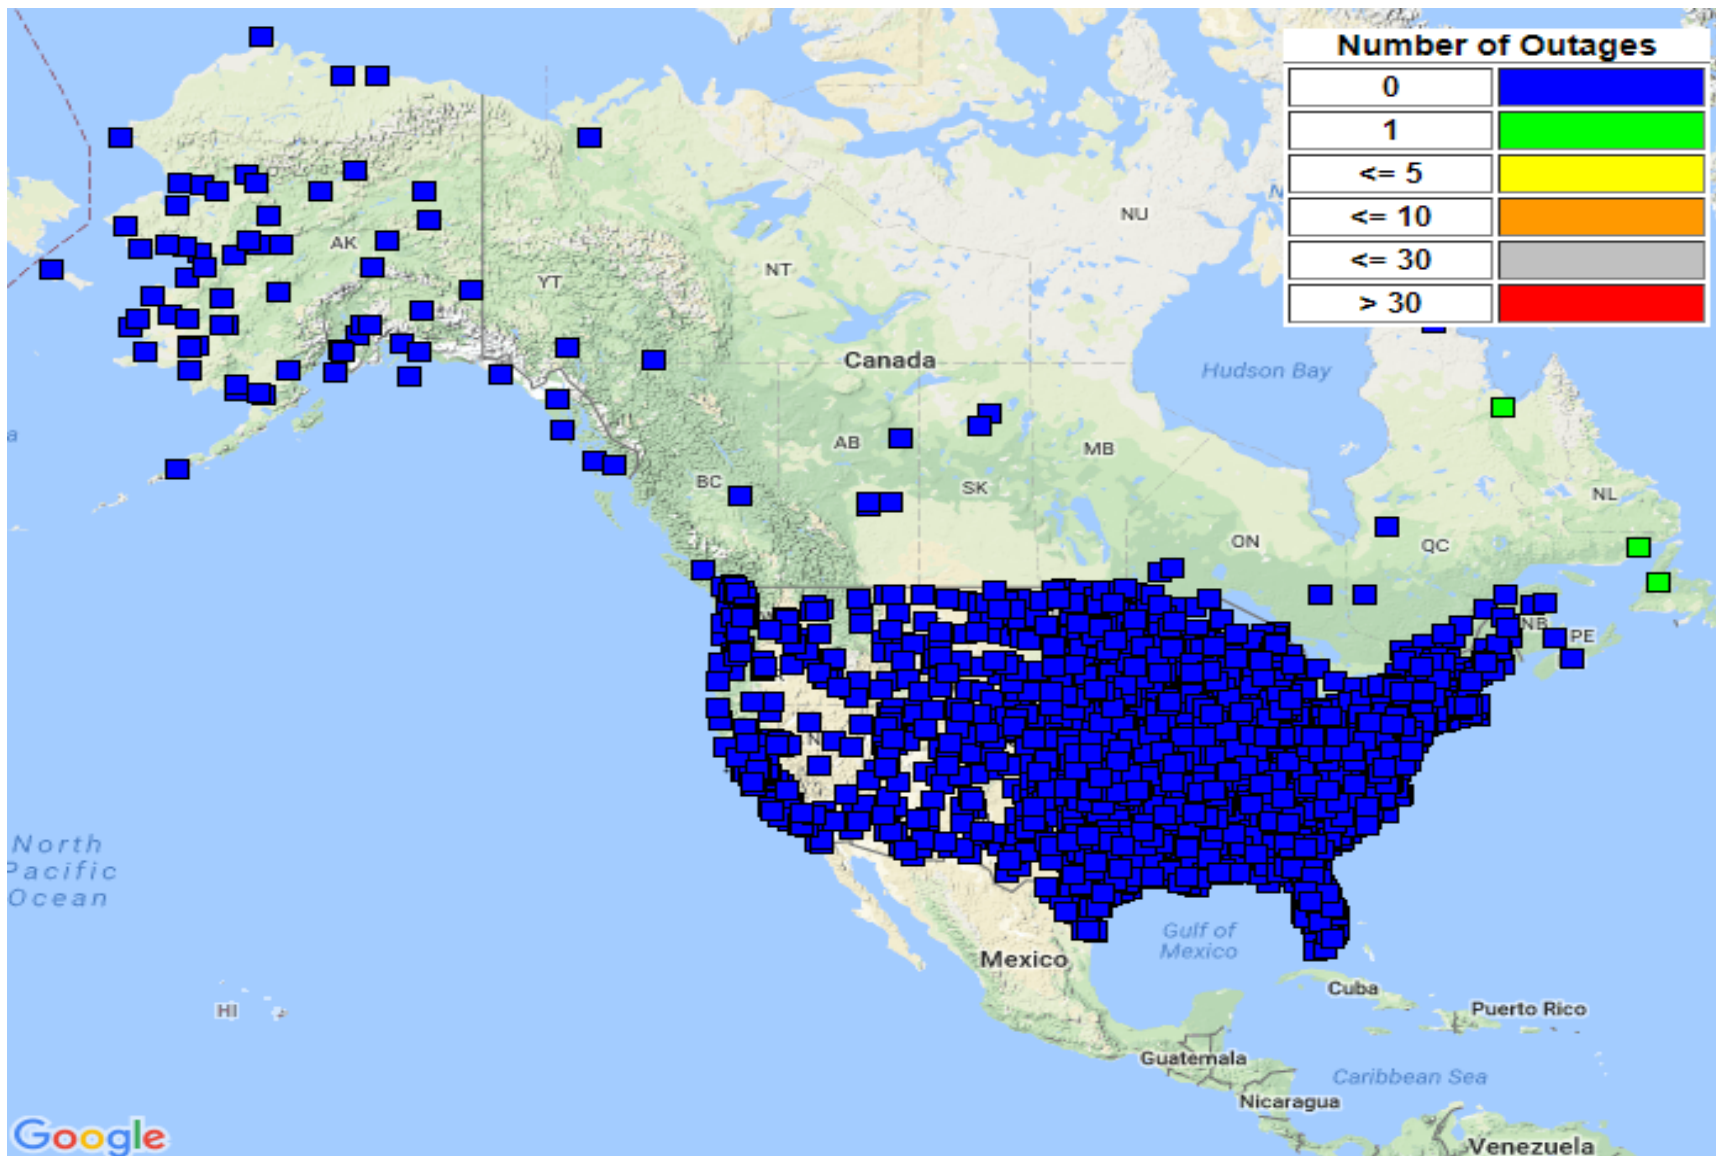 Number of Outages
0
1
<= 5
<= 10
<= 30
> 30
NU
AK
NT
YT
Canada
Hudson Bay
AB
MB
BC
SK
NL
ON
QC
NB
PE
North
Pacific
Ocean
Gulf of
Mexico
Mexico
Cuba
HI
Puerto Rico
Guatemala
Caribbean Sea
Nicaragua
Google
Venezuela